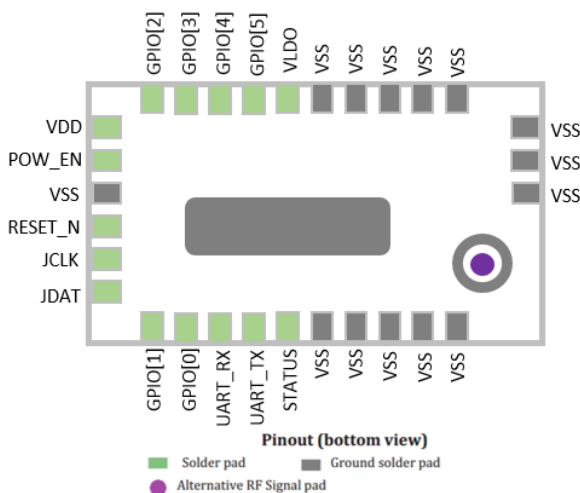 GPIO[2]
GPIO[3]
GPIO[4]
GPIO[5]
VLDO
VSS
VSS
VSS
VSS
VSS
VDD
POW_EN
VSS
RESET_N
JCLK
JDAT
VSS
VSS
VSS
GPIO[1]
GPIO[0]
UART_RX
UART_TX
STATUS
VSS
VSS
VSS
VSS
VSS
Pinout (bottom view)
Solder pad
Ground solder pad
Alternative RF Signal pad